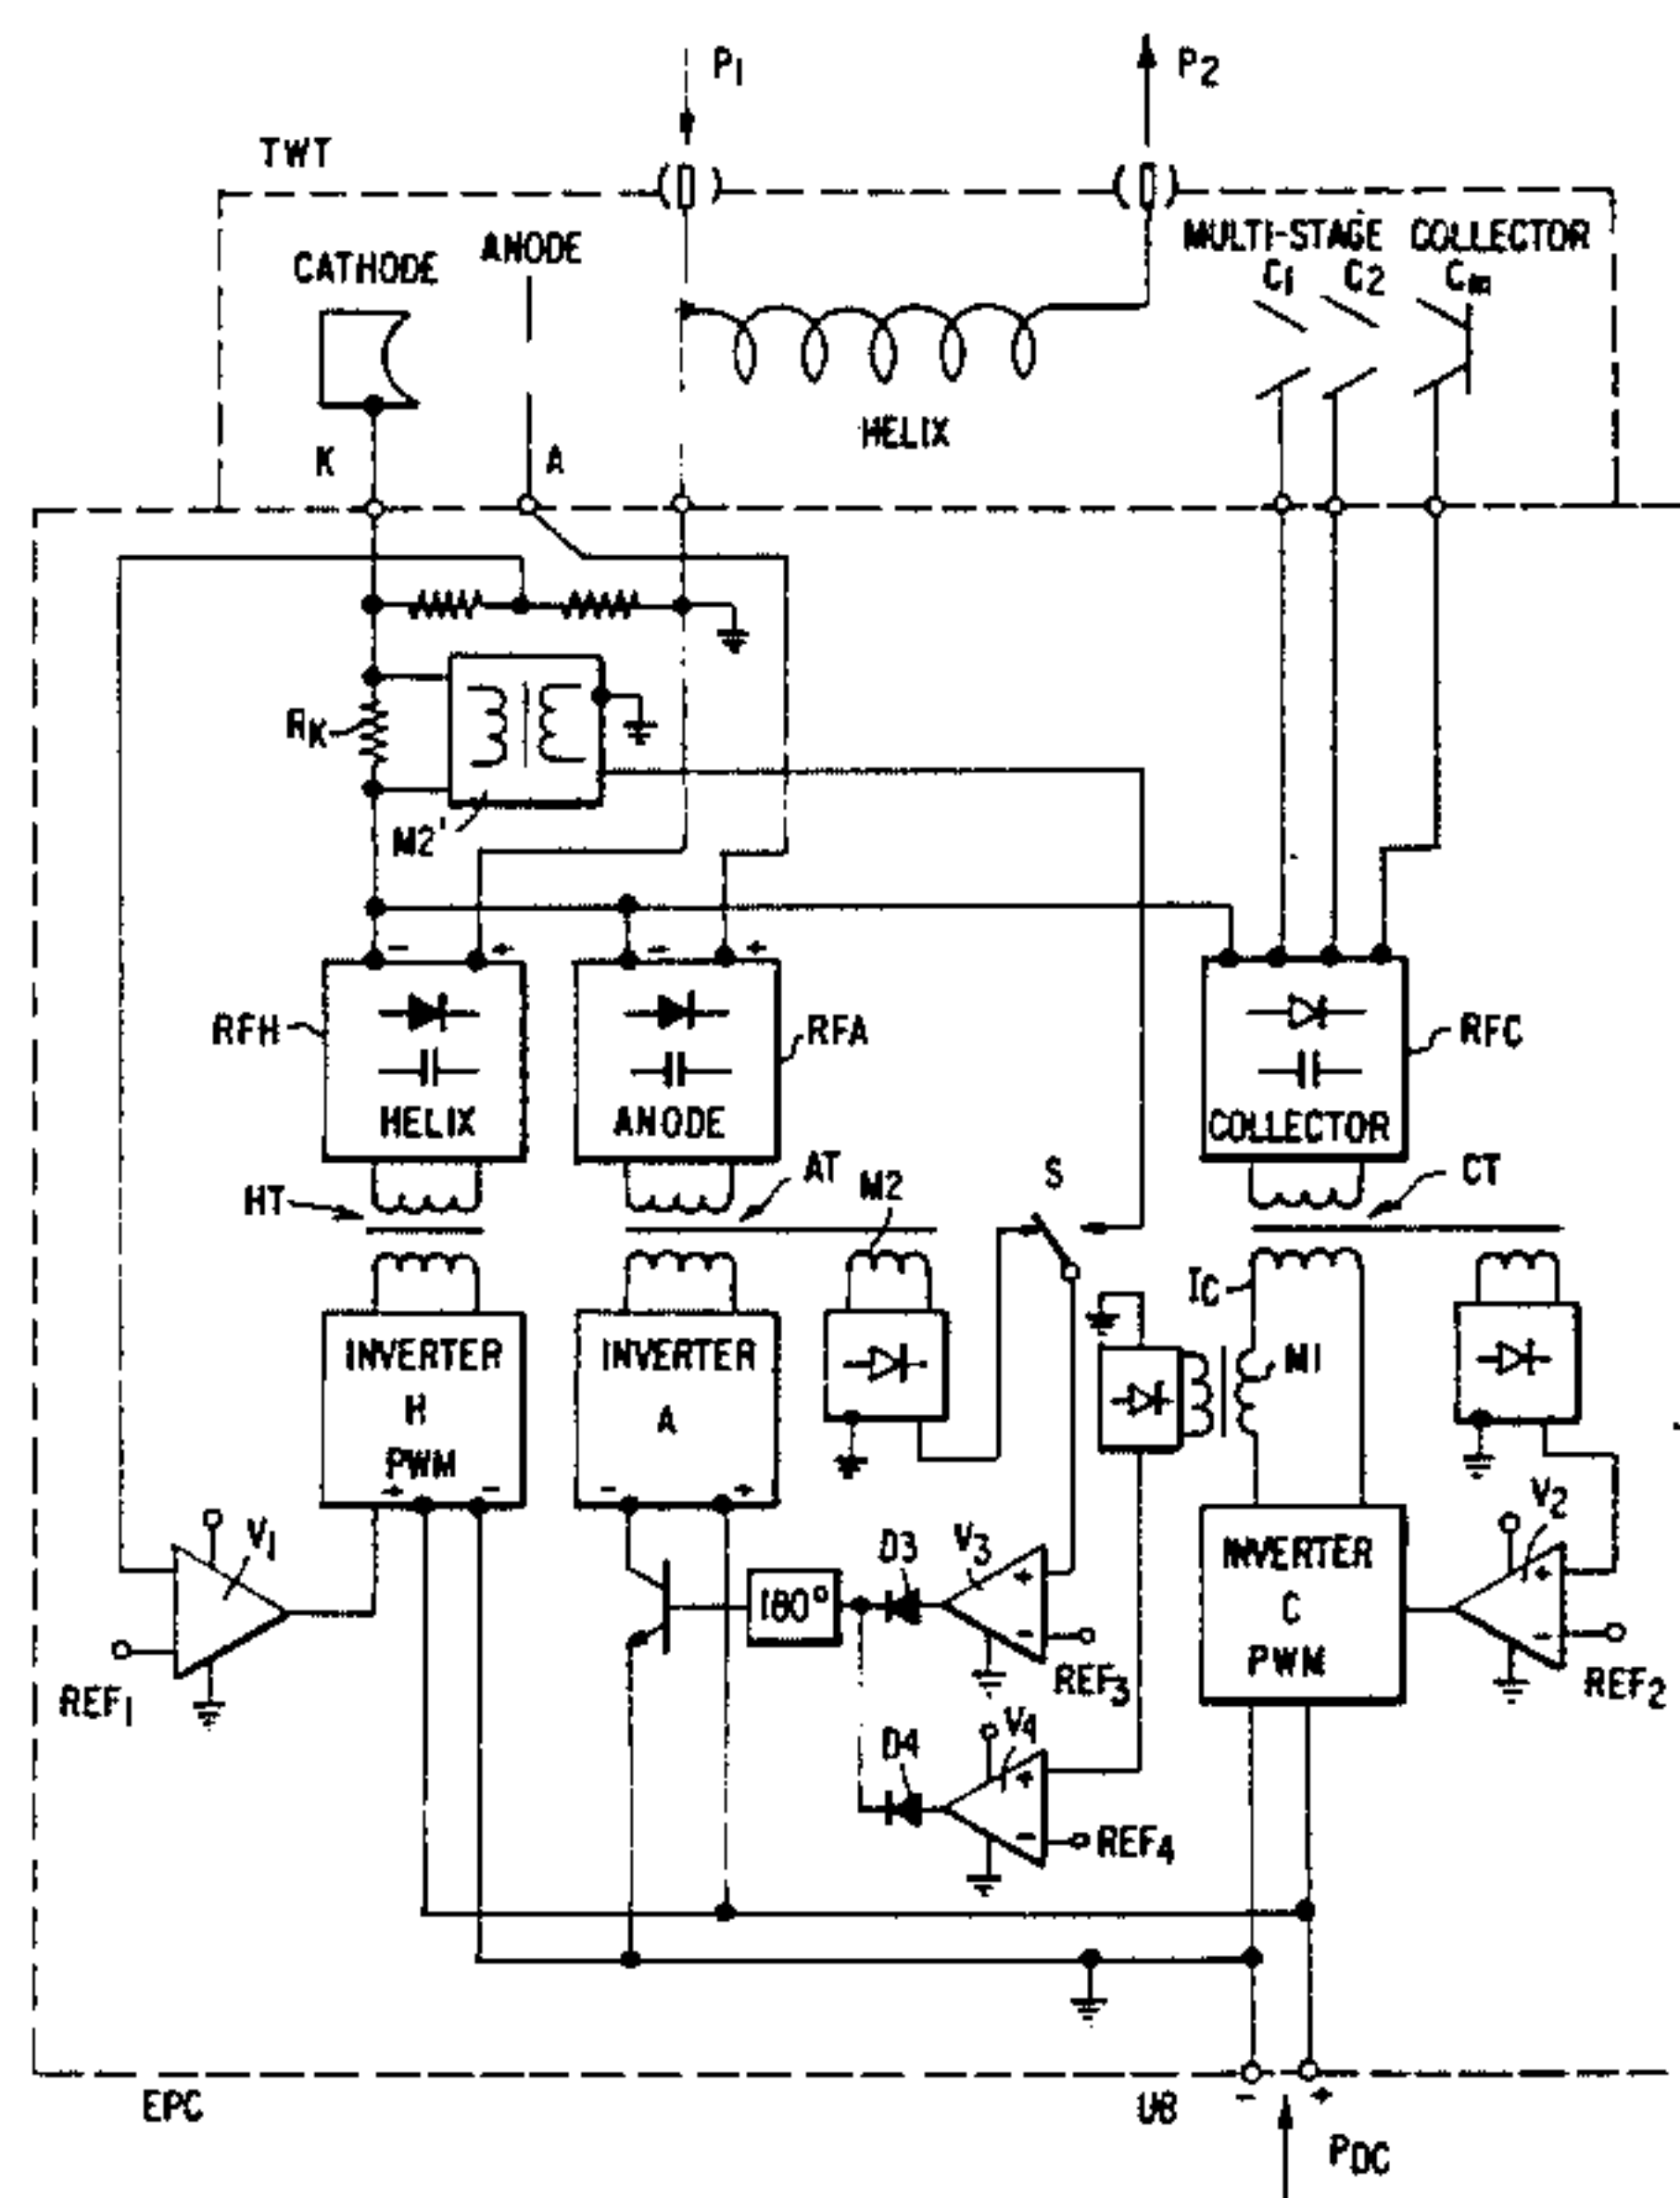 P1
P2
TWT
CATHODE
ANODE
MULTI-STAGE COLLECTOR
C1
C2
Cm
HELIX
K
A
RK
M2'
-
+
-
+
RFH
RFA
RFC
HELIX
ANODE
COLLECTOR
HT
AT
M2
S
CT
IC
M1
INVERTER
H
PWM
+ -
INVERTER
A
- +
V1
REF1
180°
D3
V3
+
-
REF3
D4
V4
+
-
REF4
INVERTER
C
PWM
V2
+
-
REF2
EPC
UB
-
+
PDC